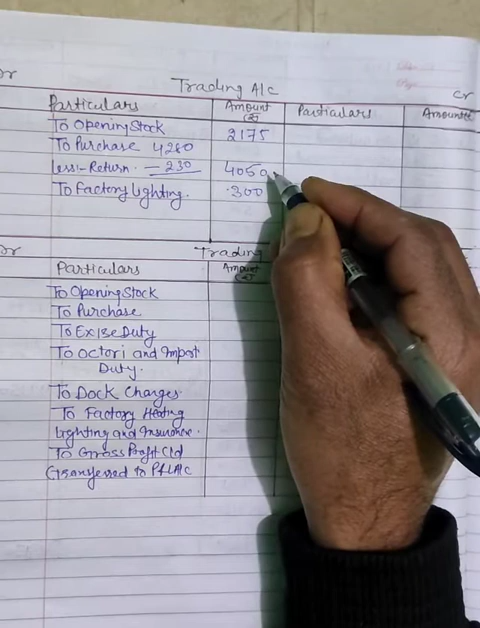 Dr Trading A/c Cr
Particulars Amount (₹) Particulars Amount
To Opening Stock 2175
To Purchase 4280
Less:- Return. - 230 4050
To Factory Lighting. 300
Dr Trading
Particulars Amount (₹)
To Opening Stock
To Purchase
To Exise Duty
To Octori and Import
Duty.
To Dock Charges.
To Factory Heating
Lighting and Insurance.
To Gross Profit C/d
(transferred to P&L A/c